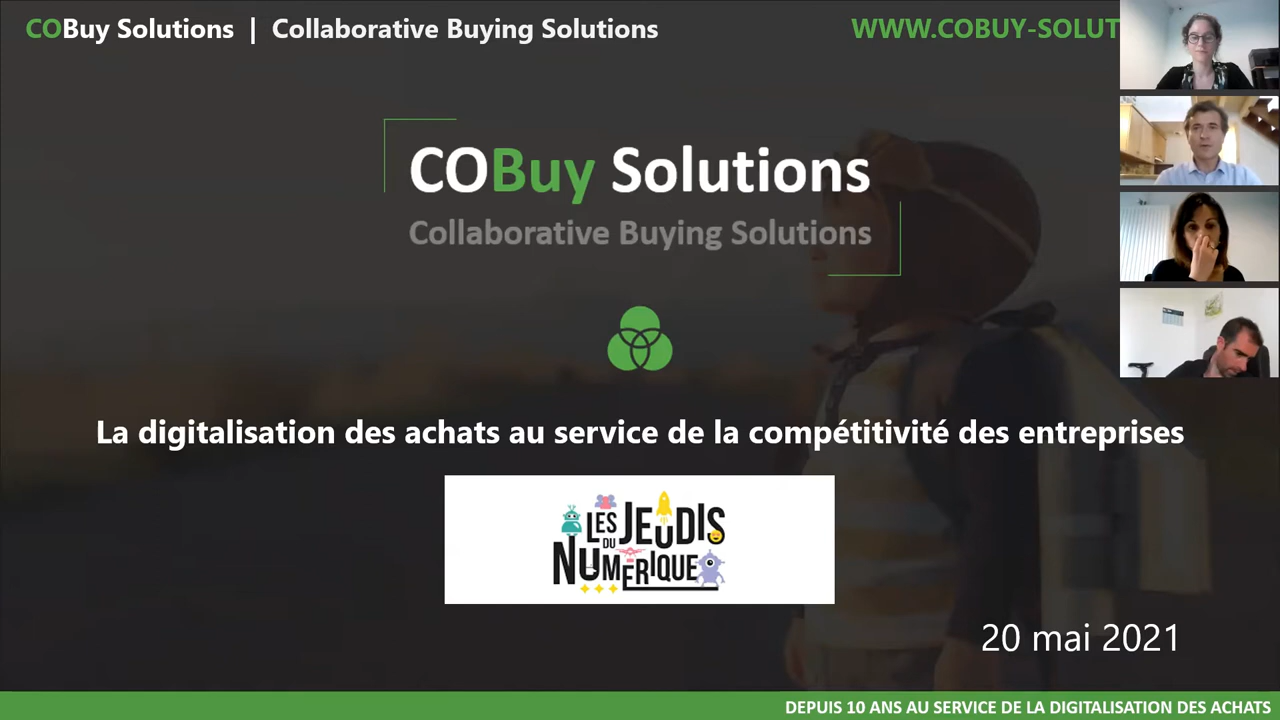 COBuy Solutions | Collaborative Buying Solutions
WWW.COBUY-SOLUT
COBuy Solutions
Collaborative Buying Solutions
La digitalisation des achats au service de la compétitivité des entreprises
LES JEUDIS
DU
NUMERIQUE
20 mai 2021
DEPUIS 10 ANS AU SERVICE DE LA DIGITALISATION DES ACHATS